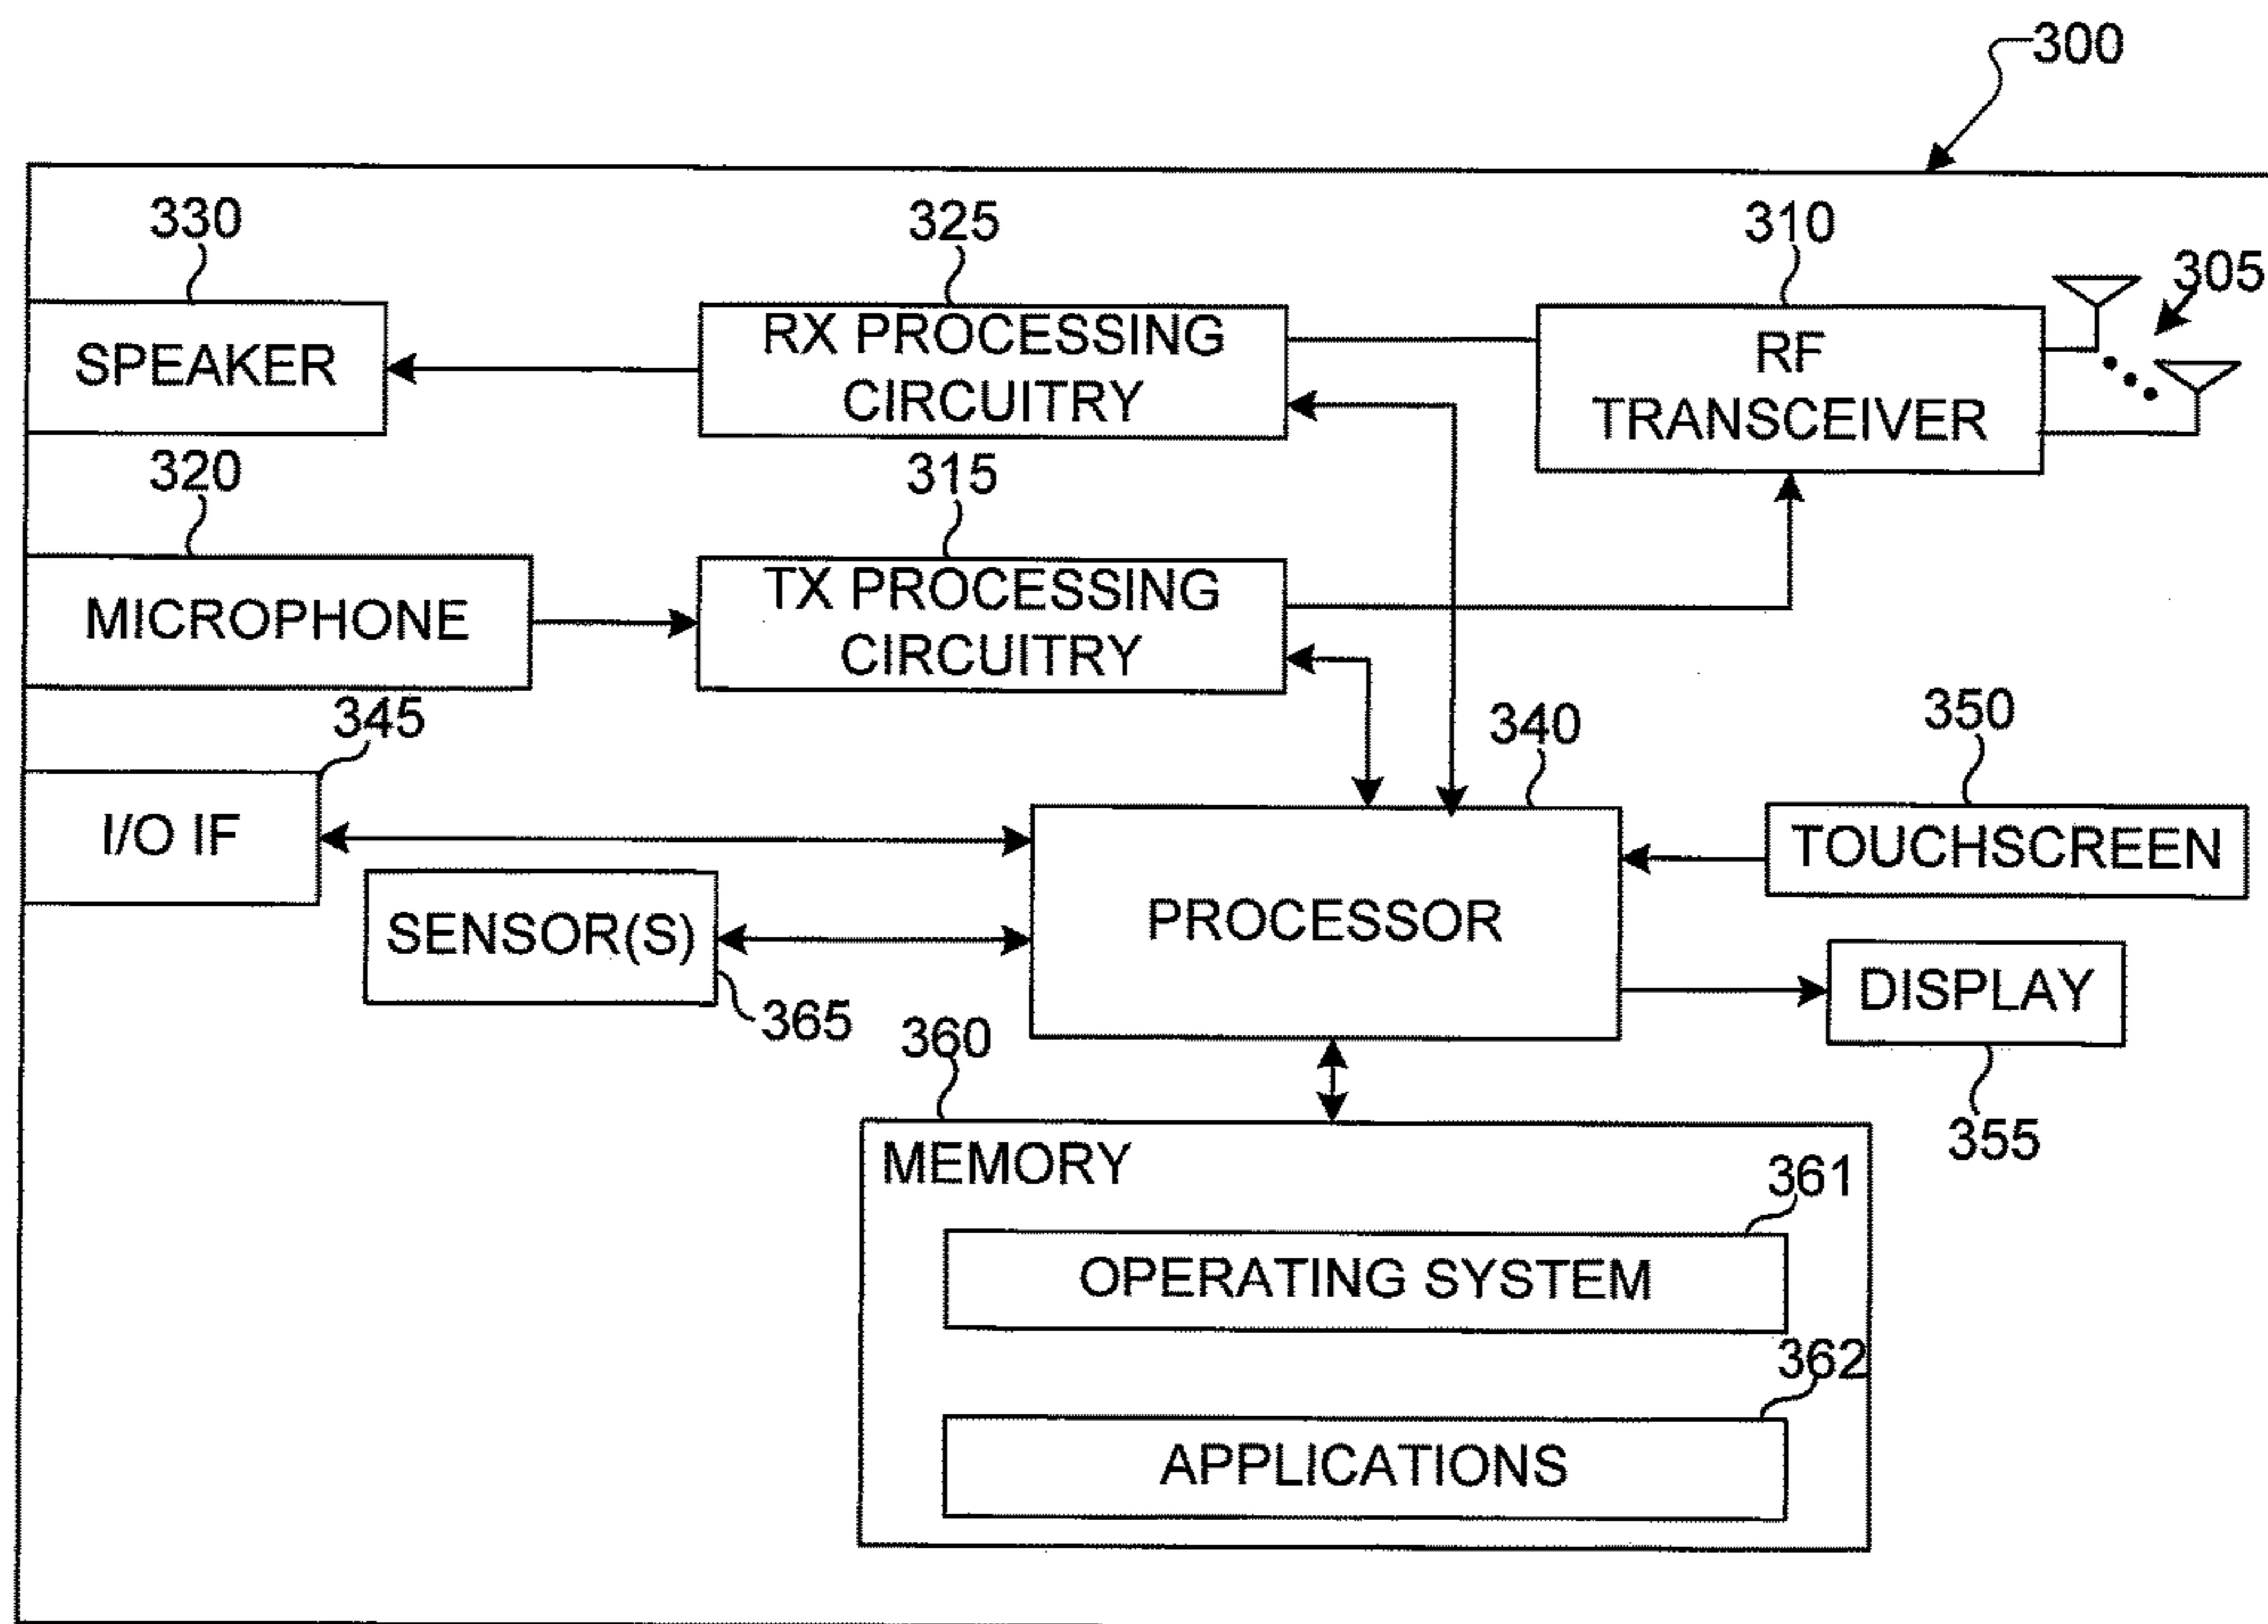 300
330
325
310
305
SPEAKER
RX PROCESSING
CIRCUITRY
RF
TRANSCEIVER
320
315
MICROPHONE
TX PROCESSING
CIRCUITRY
345
340
350
I/O IF
PROCESSOR
TOUCHSCREEN
SENSOR(S)
365
DISPLAY
355
360
MEMORY
361
OPERATING SYSTEM
362
APPLICATIONS